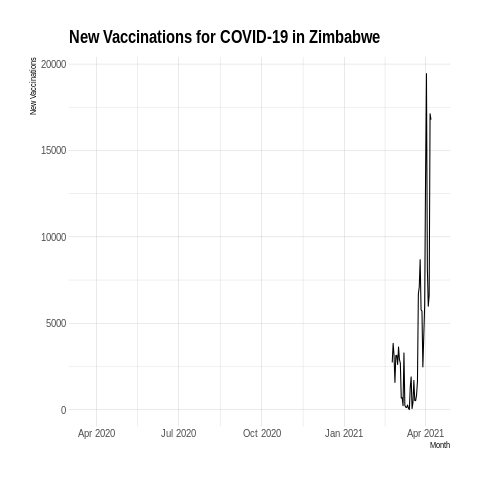 New Vaccinations for COVID-19 in Zimbabwe
New Vaccinations
20000
15000
10000
5000
0
Apr 2020 Jul 2020 Oct 2020 Jan 2021 Apr 2021
Month